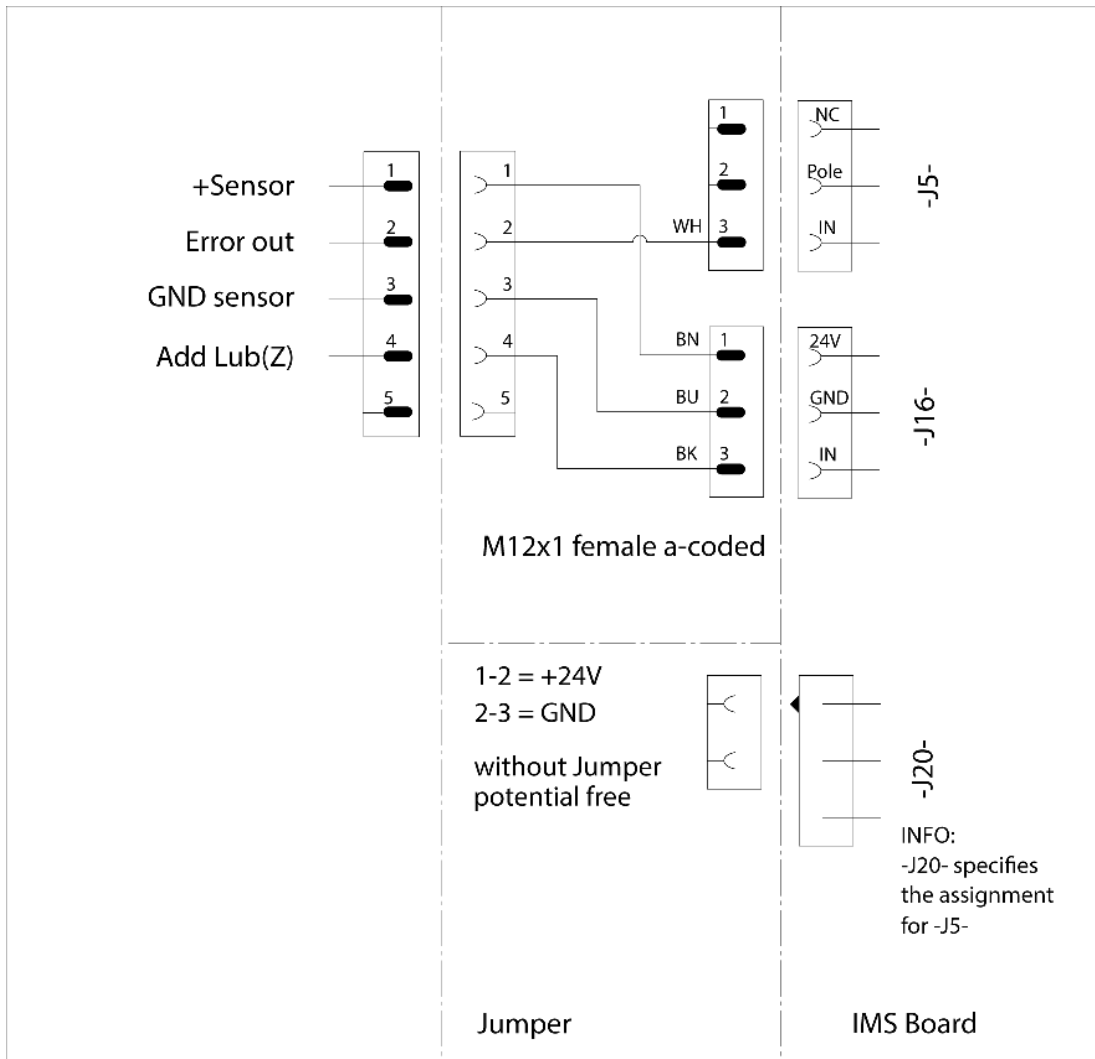 +Sensor
Error out
GND sensor
Add Lub(Z)
1
2
3
4
5
1
2
3
4
5
WH
BN
BU
BK
1
2
3
1
2
3
NC
Pole
IN
-J5-
24V
GND
IN
-J16-
M12x1 female a-coded
1-2 = +24V
2-3 = GND
without Jumper
potential free
-J20-
INFO:
-J20- specifies
the assignment
for -J5-
Jumper
IMS Board